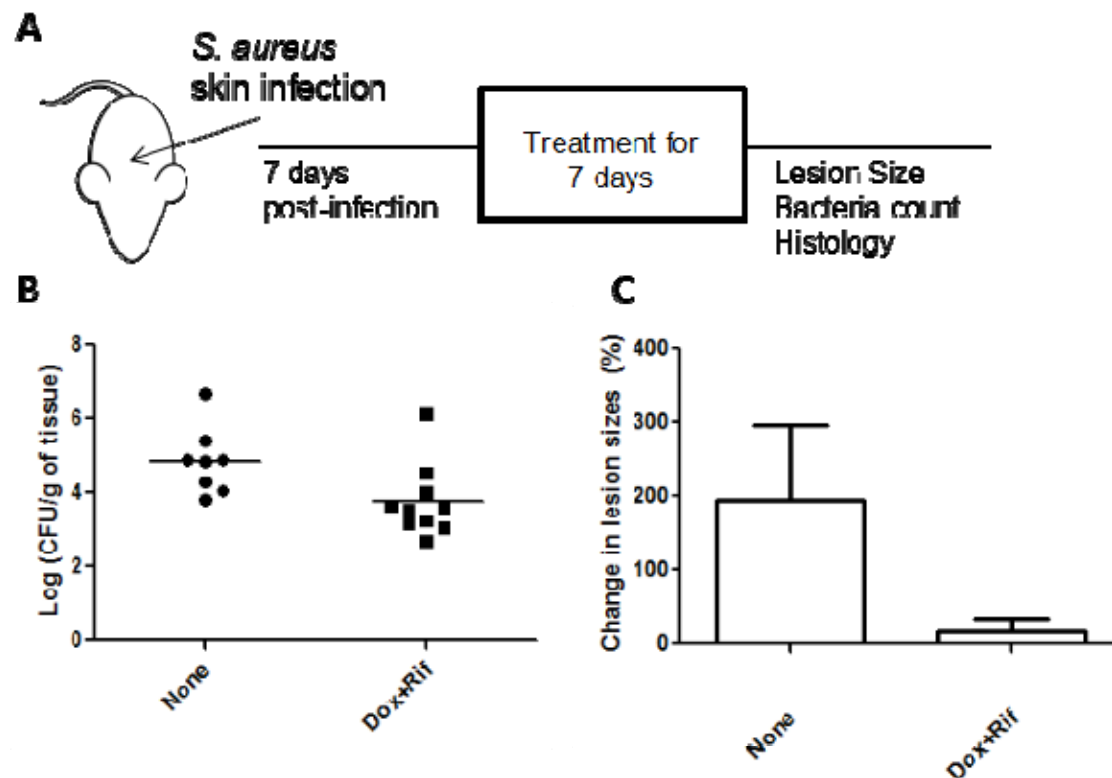 A
S. aureus
skin infection
7 days
post-infection
Treatment for
7 days
Lesion Size
Bacteria count
Histology
B
Log (CFU/g of tissue)
8
6
4
2
0
None
Dox+Rif
C
Change in lesion sizes (%)
400
300
200
100
0
None
Dox+Rif